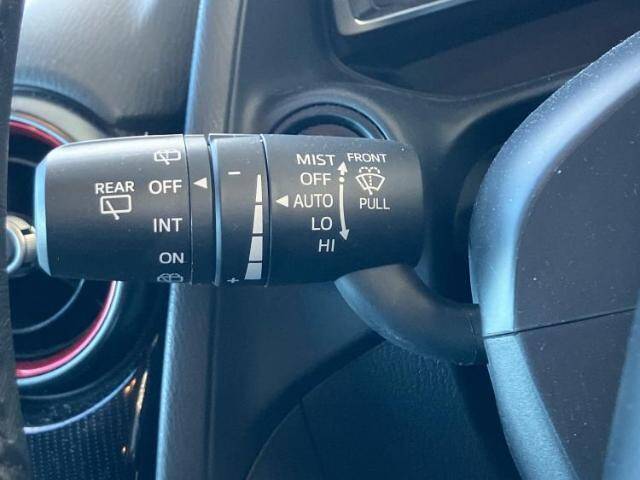 REAR
OFF
INT
ON
−
+
MIST
OFF
AUTO
LO
HI
FRONT
PULL